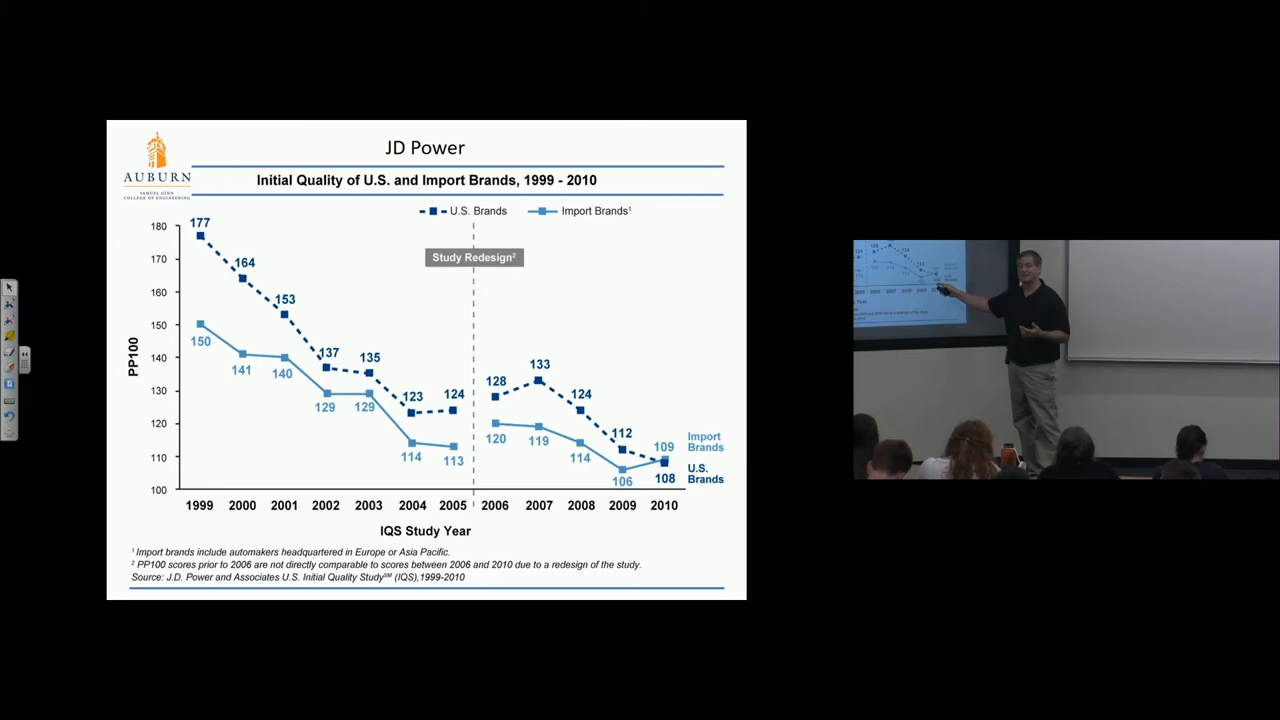 JD Power
AUBURN
SAMUEL GINN
COLLEGE OF ENGINEERING
Initial Quality of U.S. and Import Brands, 1999 - 2010
U.S. Brands Import Brands¹
Study Redesign²
PP100
180
170
160
150
140
130
120
110
100
177
164
153
137
135
123
124
128
133
124
112
108
150
141
140
129
129
114
113
120
119
114
106
109
Import
Brands
U.S.
Brands
1999 2000 2001 2002 2003 2004 2005 2006 2007 2008 2009 2010
IQS Study Year
¹ Import brands include automakers headquartered in Europe or Asia Pacific.
² PP100 scores prior to 2006 are not directly comparable to scores between 2006 and 2010 due to a redesign of the study.
Source: J.D. Power and Associates U.S. Initial Quality Study℠ (IQS),1999-2010